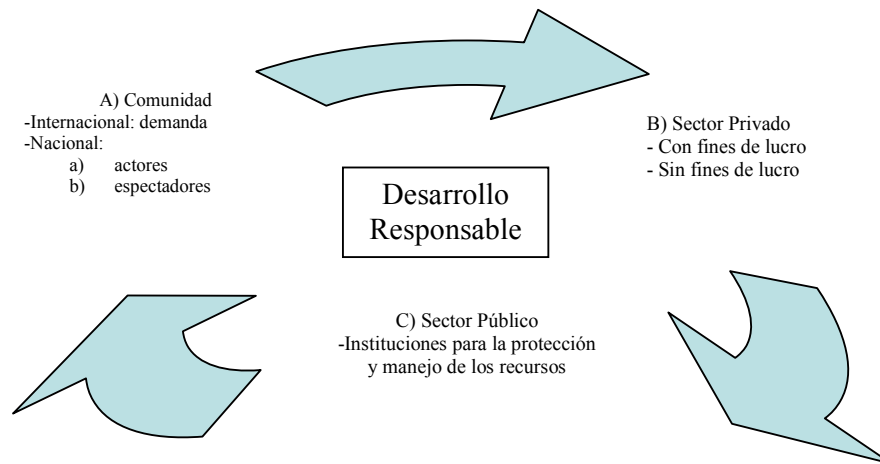 A) Comunidad
-Internacional: demanda
-Nacional:
a) actores
b) espectadores
B) Sector Privado
- Con fines de lucro
- Sin fines de lucro
Desarrollo
Responsable
C) Sector Público
-Instituciones para la protección
y manejo de los recursos